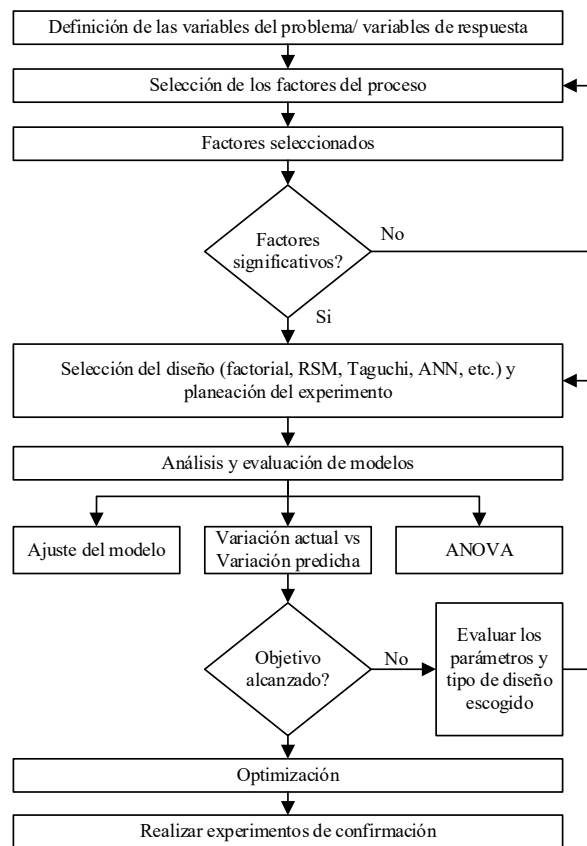 Definición de las variables del problema/ variables de respuesta
Selección de los factores del proceso
Factores seleccionados
Factores
significativos?
No
Si
Selección del diseño (factorial, RSM, Taguchi, ANN, etc.) y
planeación del experimento
Análisis y evaluación de modelos
Ajuste del modelo
Variación actual vs
Variación predicha
ANOVA
Objetivo
alcanzado?
No
Evaluar los
parámetros y
tipo de diseño
escogido
Optimización
Realizar experimentos de confirmación